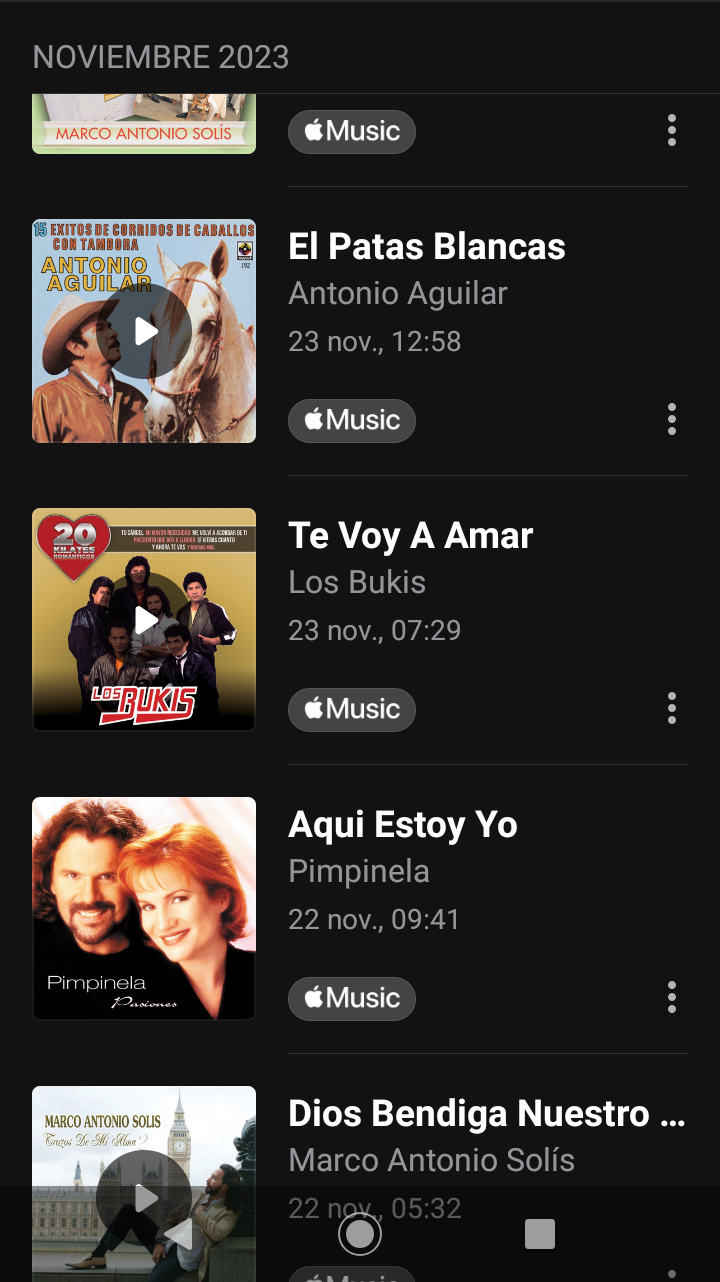 NOVIEMBRE 2023
MARCO ANTONIO SOLÍS
Music
15 EXITOS DE CORRIDOS DE CABALLOS
CON TAMBORA
ANTONIO
AGUILAR
192
El Patas Blancas
Antonio Aguilar
23 nov., 12:58
Music
20
KILATES
ROMÁNTICOS
TU CÁRCEL MI MAYOR NECESIDAD ME VOLVÍ A ACORDAR DE TI
PRESIENTO QUE VOY A LLORAR SI VIERAS CUANTO
Y AHORA TE VAS Y MUCHAS MÁS.
LOS BUKIS
Te Voy A Amar
Los Bukis
23 nov., 07:29
Music
Pimpinela
Pasiones
Aqui Estoy Yo
Pimpinela
22 nov., 09:41
Music
MARCO ANTONIO SOLIS
Trozos De Mi Alma 2
Dios Bendiga Nuestro ...
Marco Antonio Solís
22 nov., 05:32
Music